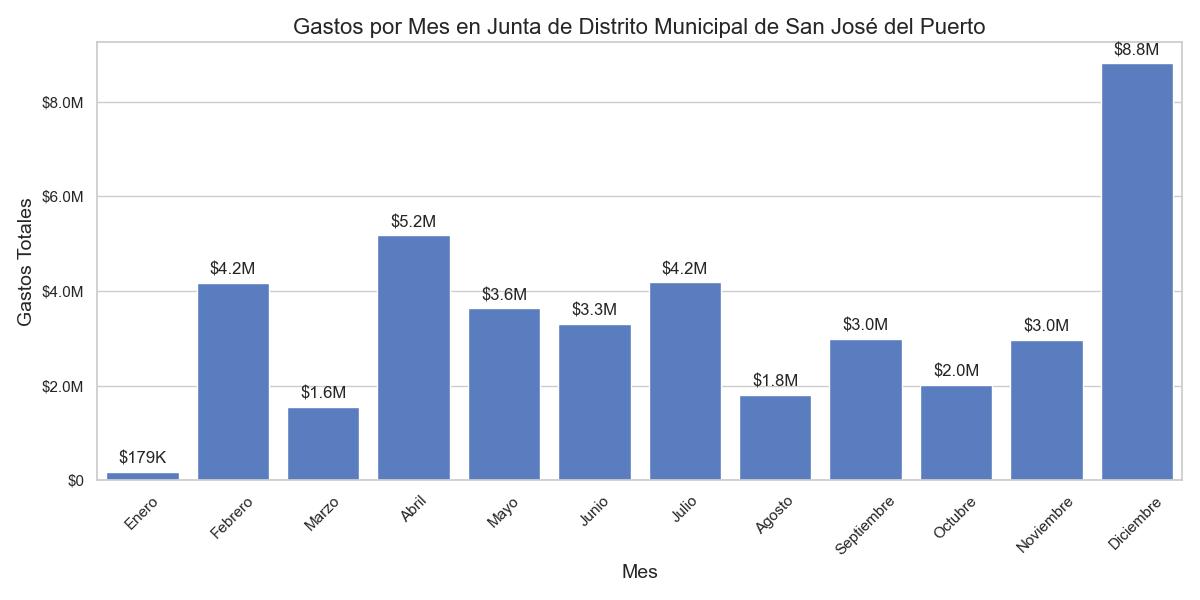 Gastos por Mes en Junta de Distrito Municipal de San José del Puerto
Gastos Totales
$8.0M
$6.0M
$4.0M
$2.0M
$0
$179K
$4.2M
$1.6M
$5.2M
$3.6M
$3.3M
$4.2M
$1.8M
$3.0M
$2.0M
$3.0M
$8.8M
Enero
Febrero
Marzo
Abril
Mayo
Junio
Julio
Agosto
Septiembre
Octubre
Noviembre
Diciembre
Mes